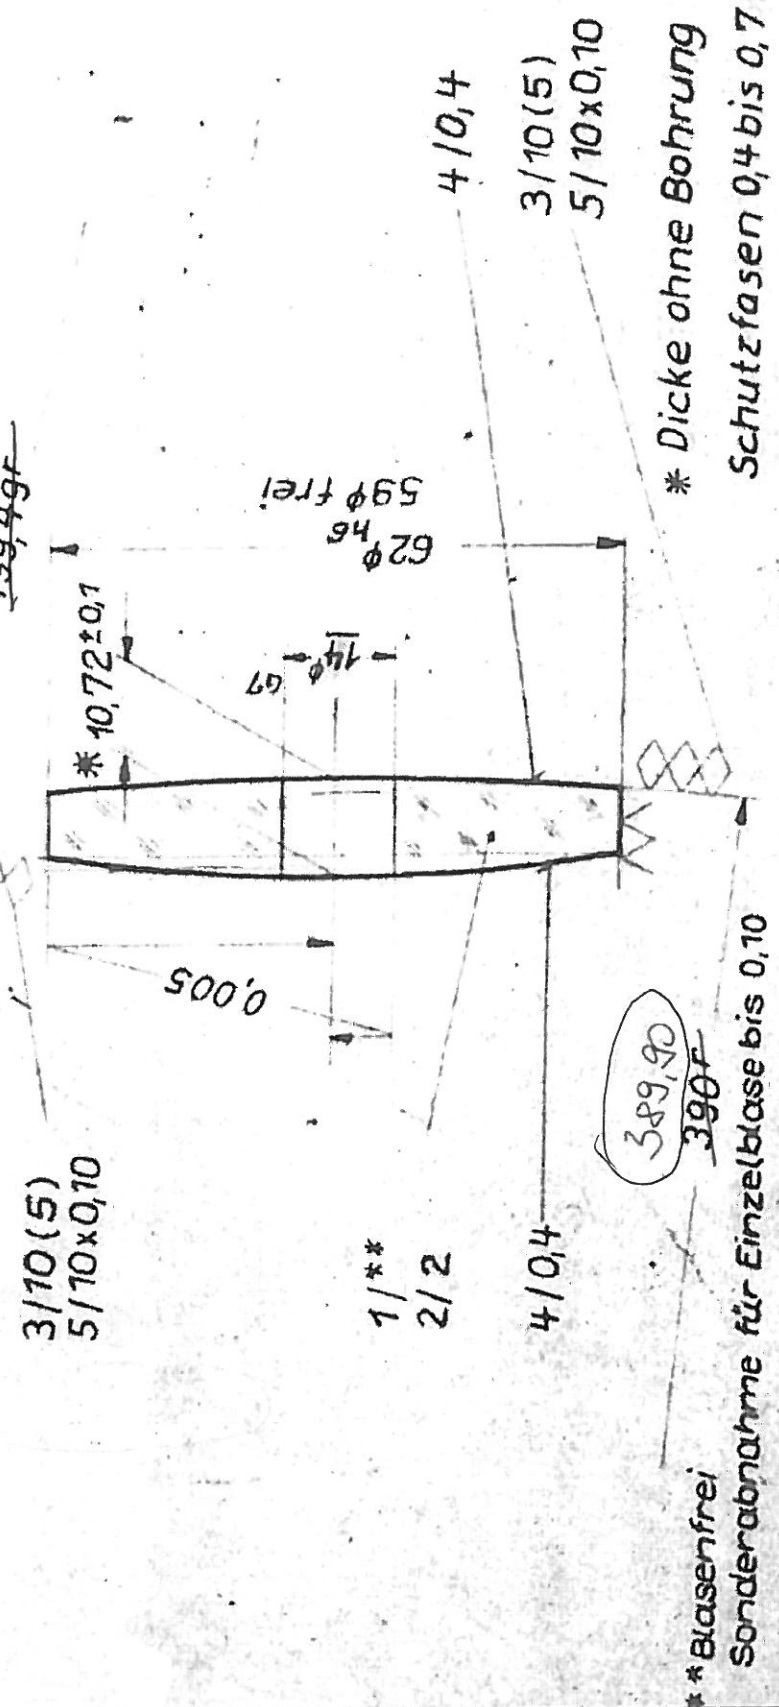 3/10(5)
5/10x0,10
1/**
2/2
4/0,4
0,005
* 10,72±0,1
G7
14⌀
62⌀
h6
59⌀ frei
4/0,4
3/10(5)
5/10x0,10
389,90
390r
* Dicke ohne Bohrung
Schutzfasen 0,4 bis 0,7
** Blasenfrei
Sonderabnahme für Einzelblase bis 0,10